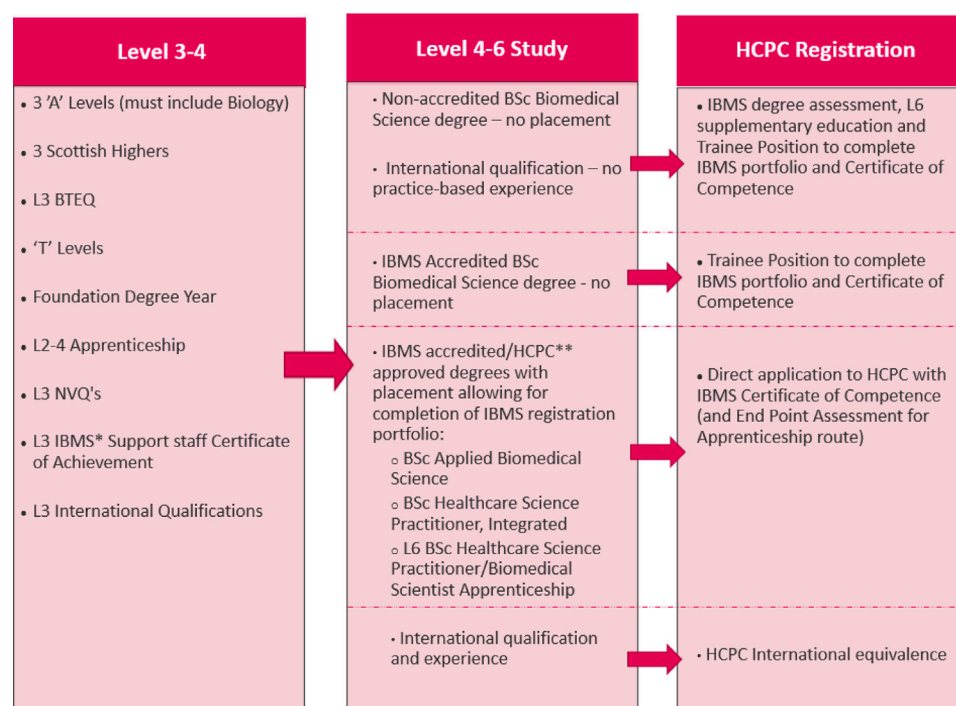 Level 3-4
• 3 'A' Levels (must include Biology)
• 3 Scottish Highers
• L3 BTEQ
• 'T' Levels
• Foundation Degree Year
• L2-4 Apprenticeship
• L3 NVQ's
• L3 IBMS* Support staff Certificate
of Achievement
• L3 International Qualifications
Level 4-6 Study
• Non-accredited BSc Biomedical
Science degree – no placement
• International qualification – no
practice-based experience
• IBMS Accredited BSc
Biomedical Science degree - no
placement
• IBMS accredited/HCPC**
approved degrees with
placement allowing for
completion of IBMS registration
portfolio:
o BSc Applied Biomedical
Science
o BSc Healthcare Science
Practitioner, Integrated
o L6 BSc Healthcare Science
Practitioner/Biomedical
Scientist Apprenticeship
• International qualification
and experience
HCPC Registration
• IBMS degree assessment, L6
supplementary education and
Trainee Position to complete
IBMS portfolio and Certificate of
Competence
• Trainee Position to complete
IBMS portfolio and Certificate of
Competence
• Direct application to HCPC with
IBMS Certificate of Competence
(and End Point Assessment for
Apprenticeship route)
• HCPC International equivalence